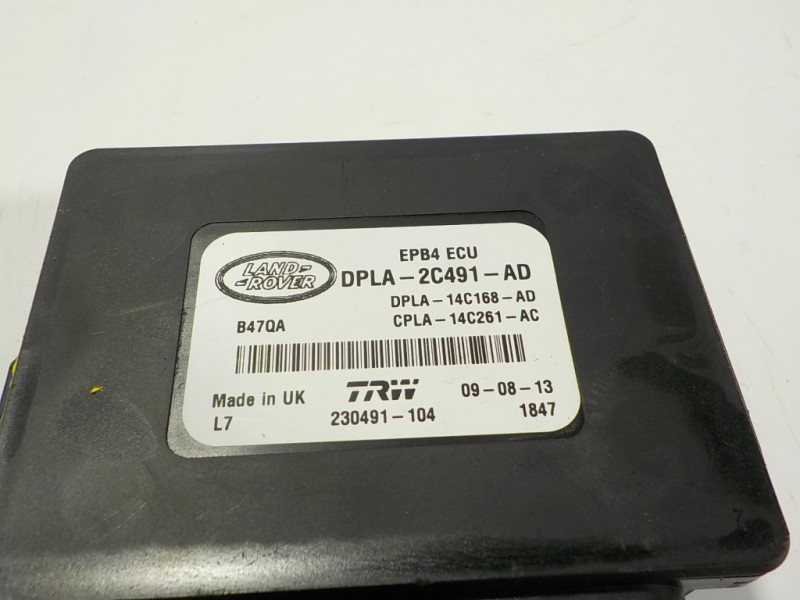 LAND-
-ROVER
EPB4 ECU
DPLA-2C491-AD
DPLA-14C168-AD
B47QA
CPLA-14C261-AC
Made in UK
TRW
09-08-13
L7
230491-104
1847